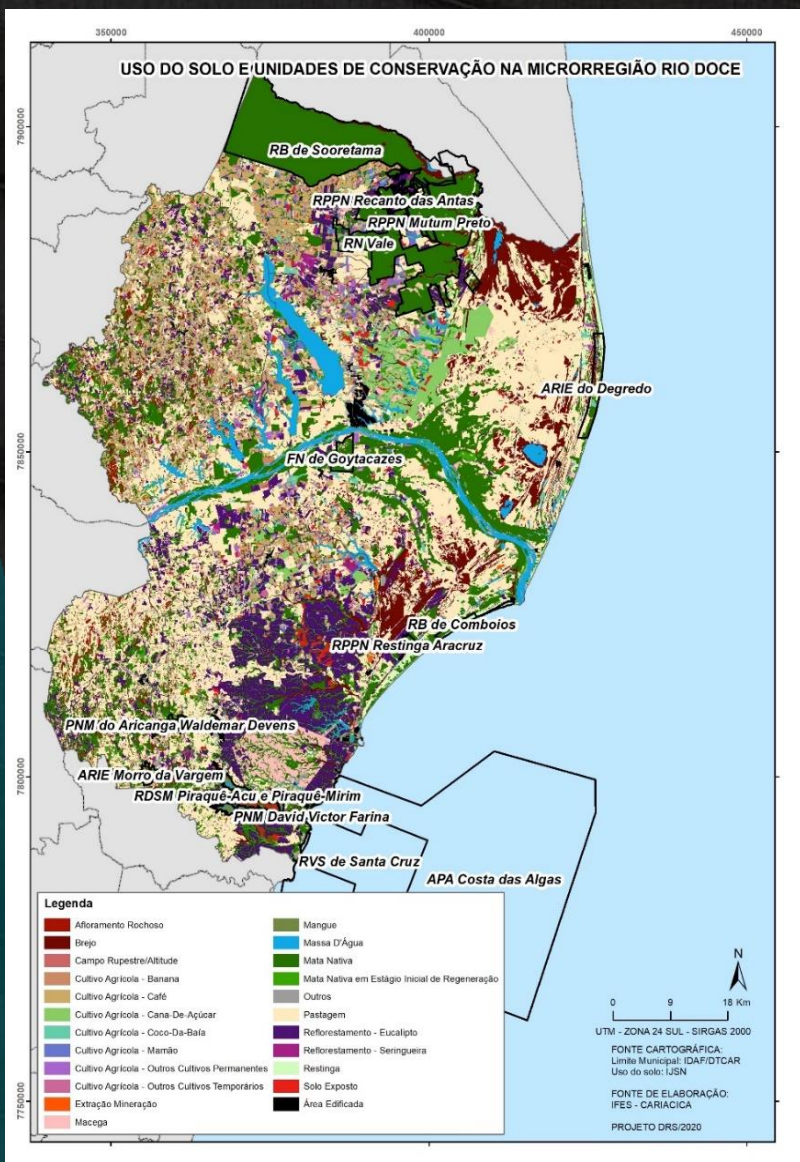 350000
400000
450000
USO DO SOLO E UNIDADES DE CONSERVAÇÃO NA MICRORREGIÃO RIO DOCE
7900000
RB de Sooretama
RPPN Recanto das Antas
RPPN Mutum Preto
RN Vale
ARIE do Degredo
7850000
FN de Goytacazes
RB de Comboios
RPPN Restinga Aracruz
PNM do Aricanga Waldemar Devens
ARIE Morro da Vargem
7800000
RDSM Piraquê-Acu e Piraquê-Mirim
PNM David Victor Farina
RVS de Santa Cruz
APA Costa das Algas
Legenda
Afloramento Rochoso
Brejo
Campo Rupestre/Altitude
Cultivo Agrícola - Banana
Cultivo Agrícola - Café
Cultivo Agrícola - Cana-De-Açúcar
Cultivo Agrícola - Coco-Da-Baía
Cultivo Agrícola - Mamão
Cultivo Agrícola - Outros Cultivos Permanentes
Cultivo Agrícola - Outros Cultivos Temporários
Extração Mineração
Macega
Mangue
Massa D'Água
Mata Nativa
Mata Nativa em Estágio Inicial de Regeneração
Outros
Pastagem
Reflorestamento - Eucalipto
Reflorestamento - Seringueira
Restinga
Solo Exposto
Área Edificada
N
0 9 18 Km
UTM - ZONA 24 SUL - SIRGAS 2000
FONTE CARTOGRÁFICA:
Limite Municipal: IDAF/DTCAR
Uso do solo: IJSN
FONTE DE ELABORAÇÃO:
IFES - CARIACICA
PROJETO DRS/2020
7750000